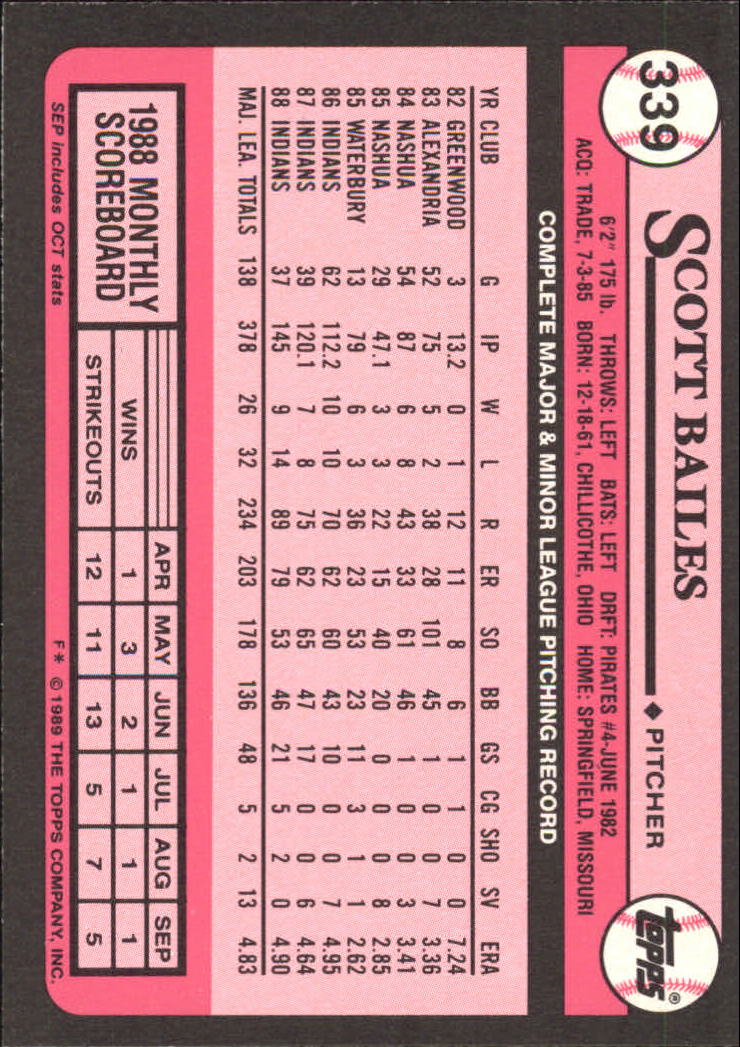 339
SCOTT BAILES ◆ PITCHER
topps®
6'2" 175 lb. THROWS: LEFT BATS: LEFT DRFT: PIRATES #4-JUNE 1982
ACQ: TRADE, 7-3-85 BORN: 12-18-61, CHILLICOTHE, OHIO HOME: SPRINGFIELD, MISSOURI
COMPLETE MAJOR & MINOR LEAGUE PITCHING RECORD
YR CLUB G IP W L R ER SO BB GS CG SHO SV ERA
82 GREENWOOD 3 13.2 0 1 12 11 8 6 1 1 0 0 7.24
83 ALEXANDRIA 52 75 5 2 38 28 101 45 1 0 0 7 3.36
84 NASHUA 54 87 6 8 43 33 61 46 1 0 0 3 3.41
85 NASHUA 29 47.1 3 3 22 15 40 20 0 0 0 8 2.85
85 WATERBURY 13 79 6 3 36 23 53 23 11 3 1 1 2.62
86 INDIANS 62 112.2 10 10 70 62 60 43 10 0 0 7 4.95
87 INDIANS 39 120.1 7 8 75 62 65 47 17 0 0 6 4.64
88 INDIANS 37 145 9 14 89 79 53 46 21 5 2 0 4.90
MAJ. LEA. TOTALS 138 378 26 32 234 203 178 136 48 5 2 13 4.83
1988 MONTHLY
SCOREBOARD
APR MAY JUN JUL AUG SEP
WINS 1 3 2 1 1 1
STRIKEOUTS 12 11 13 5 7 5
SEP includes OCT stats
F* © 1989 THE TOPPS COMPANY, INC.